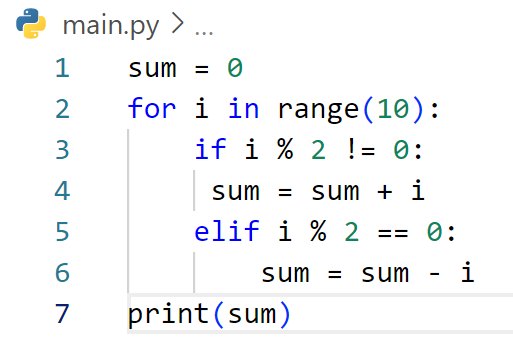 main.py > ...
1 sum = 0
2 for i in range(10):
3     if i % 2 != 0:
4      sum = sum + i
5     elif i % 2 == 0:
6         sum = sum - i
7 print(sum)